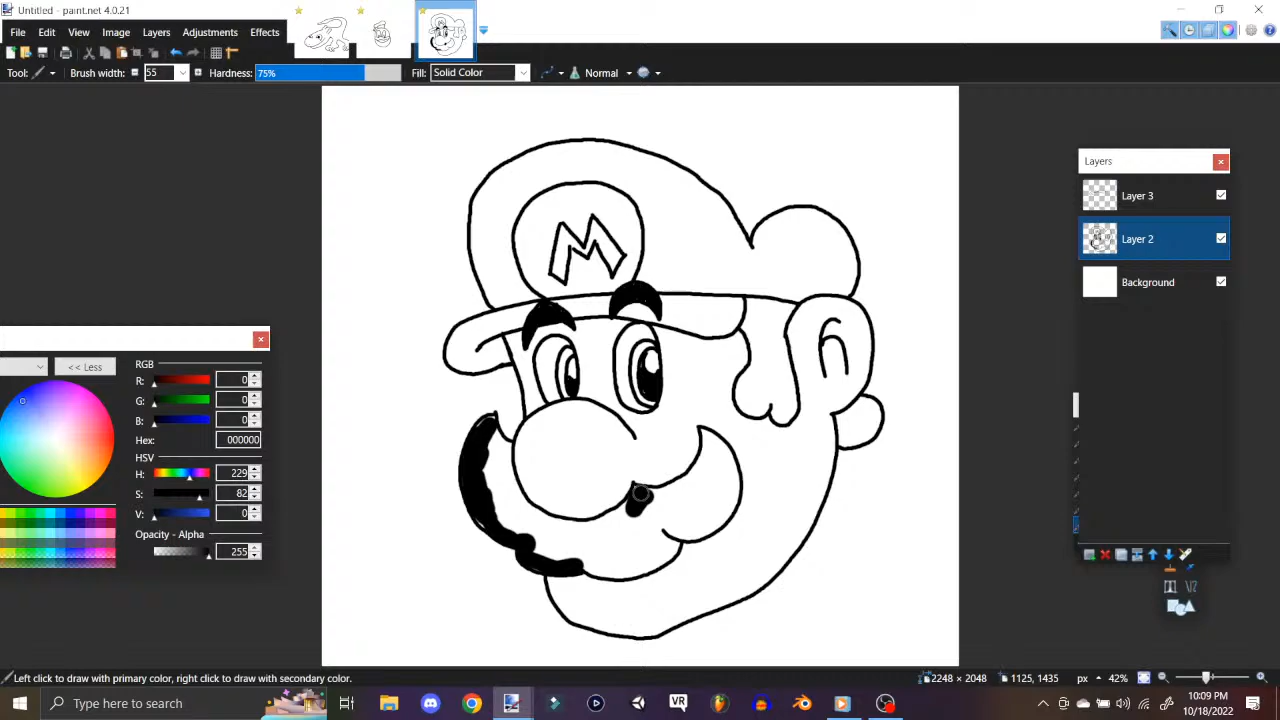 Untitled - paint.net 4.0.21
File Edit View Image Layers Adjustments Effects
Tool: Brush width: 55 Hardness: 75% Fill: Solid Color Normal
Layers
Layer 3
Layer 2
Background
M
<< Less
RGB
R: 0
G: 0
B: 0
Hex: 000000
HSV
H: 229
S: 82
V: 0
Opacity - Alpha
255
Left click to draw with primary color, right click to draw with secondary color. 2248 × 2048 1125, 1435 px 42%
Type here to search
VR
10:09 PM
10/18/2022